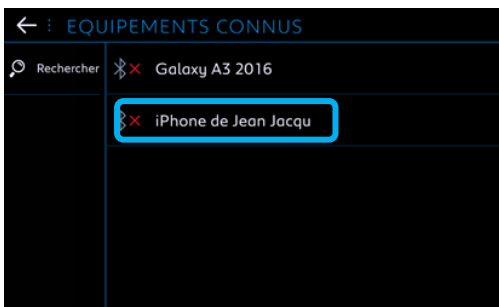 EQUIPEMENTS CONNUS
Rechercher
Galaxy A3 2016
iPhone de Jean Jacqu